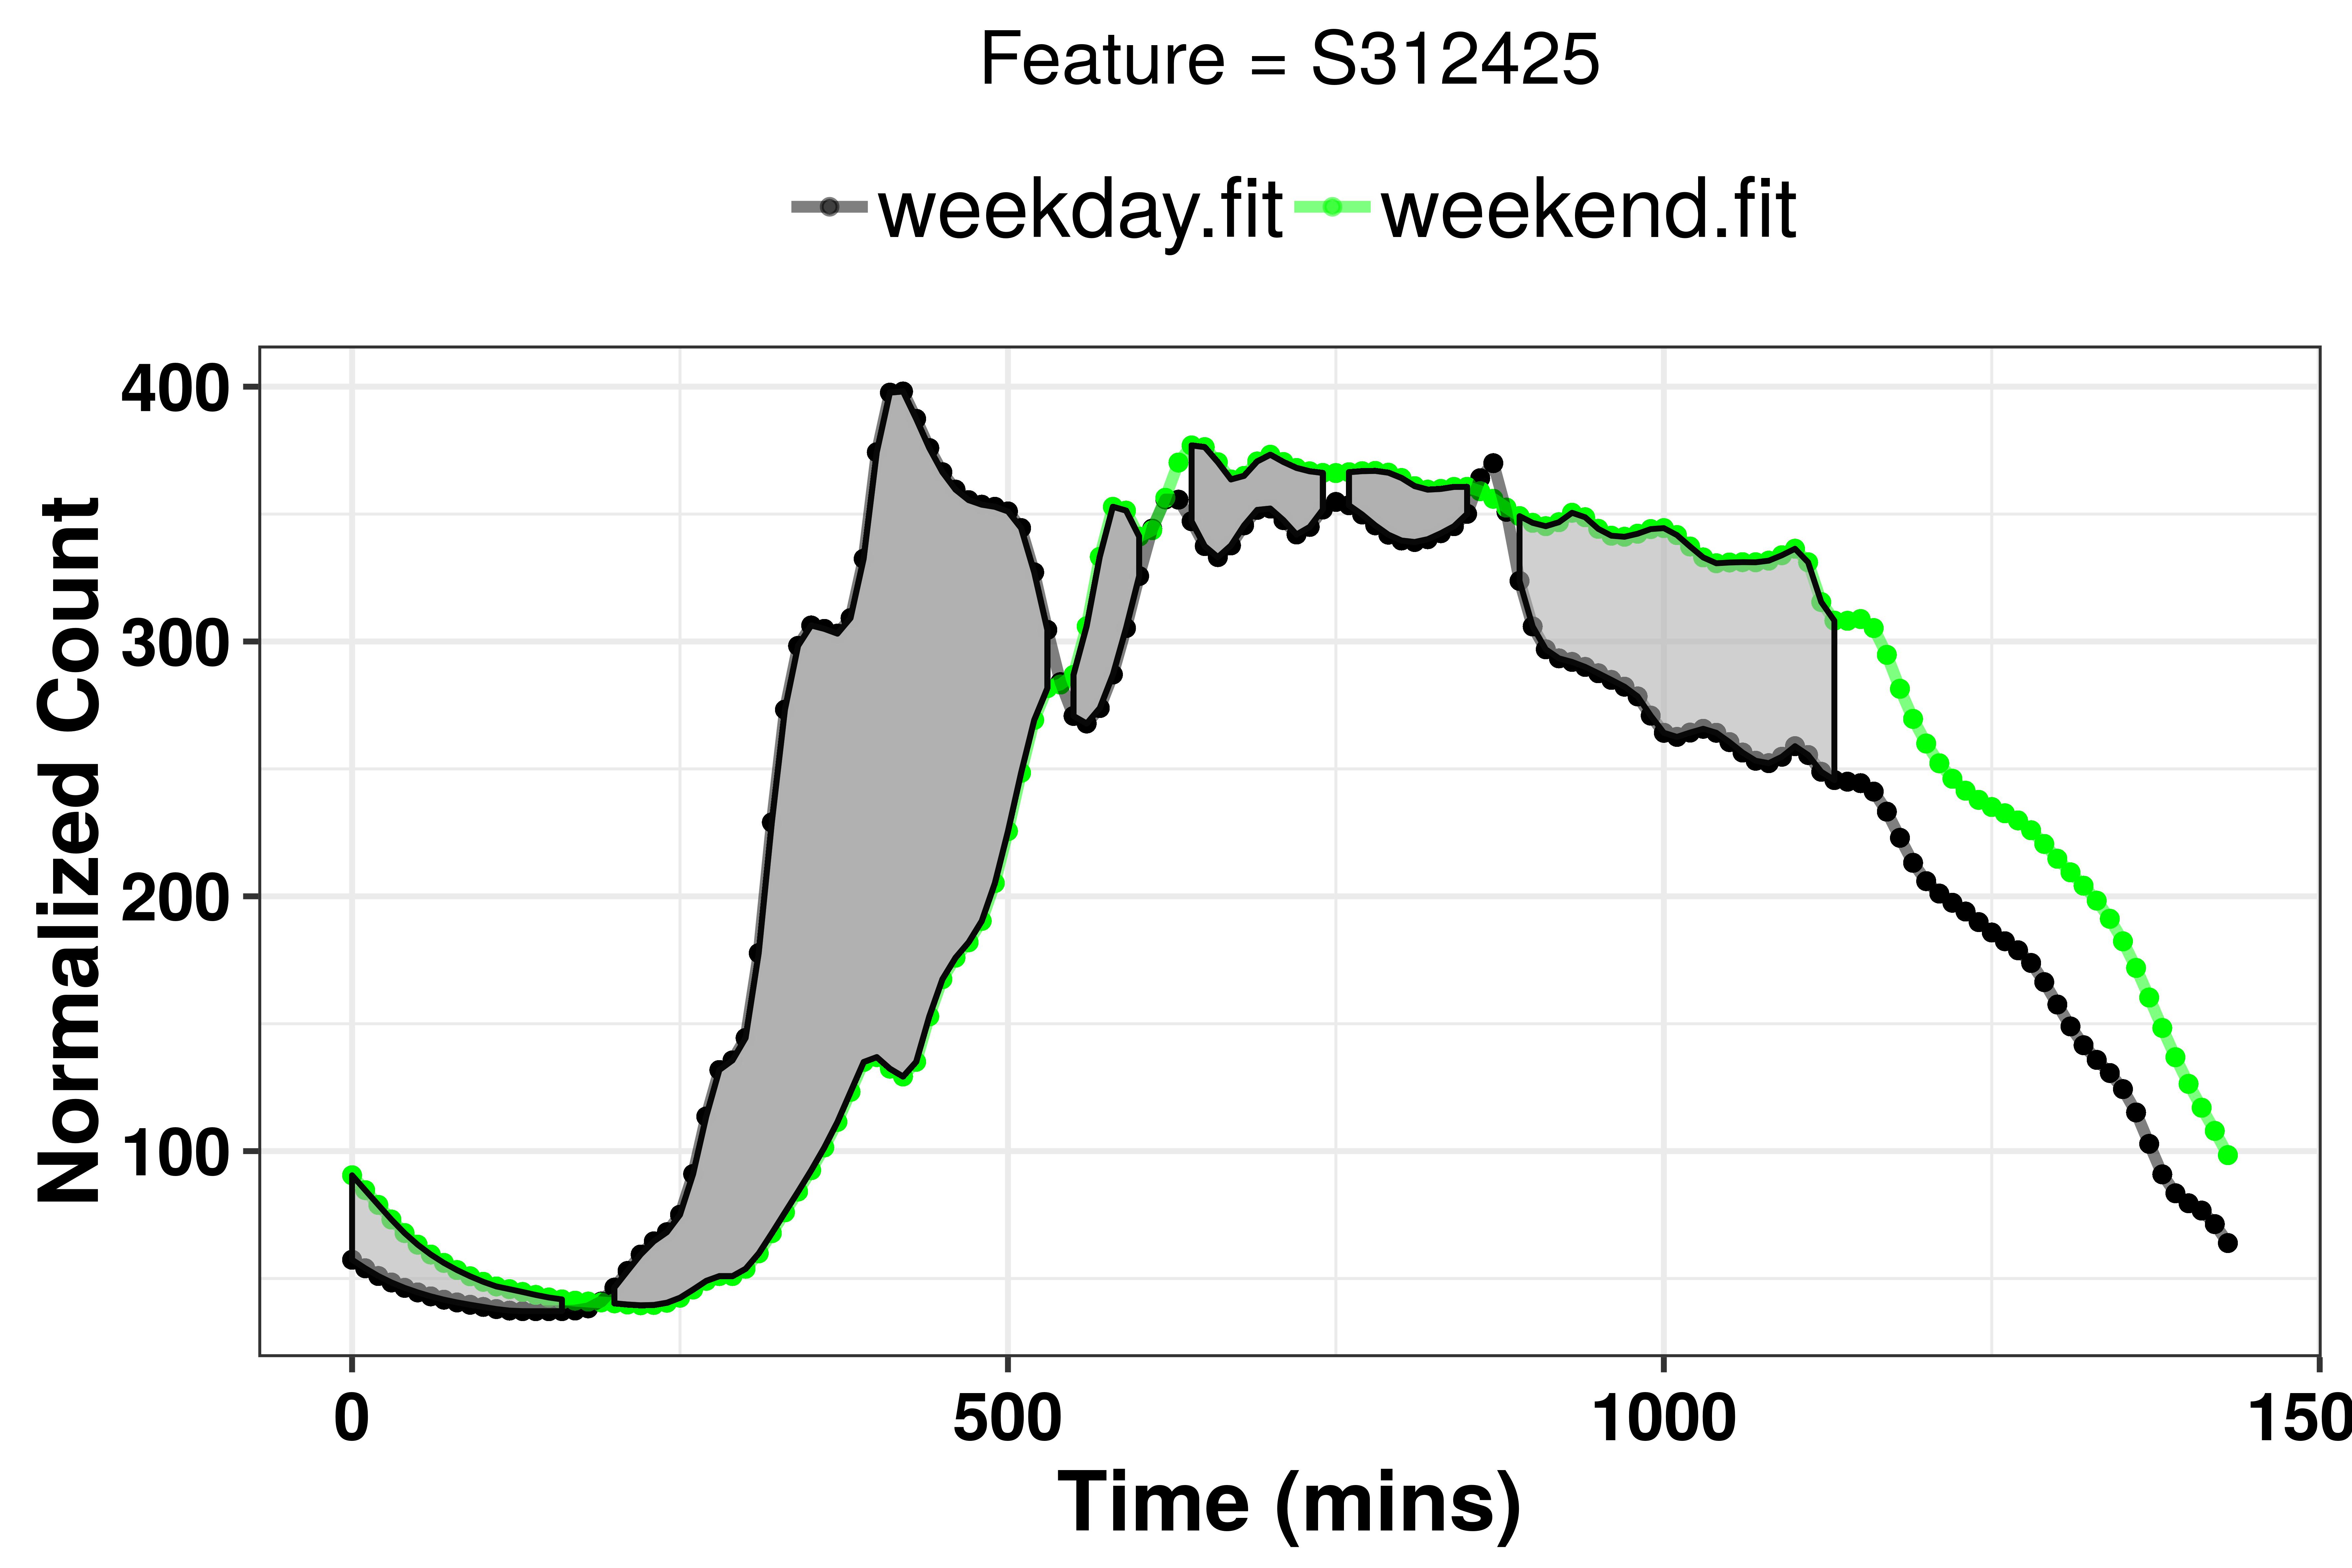 Feature = S312425
weekday.fit weekend.fit
Normalized Count
400
300
200
100
0 500 1000 150
Time (mins)